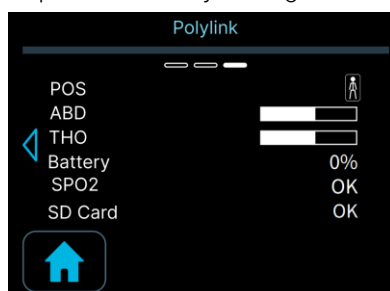 Polylink
POS
ABD
THO
Battery 0%
SPO2 OK
SD Card OK